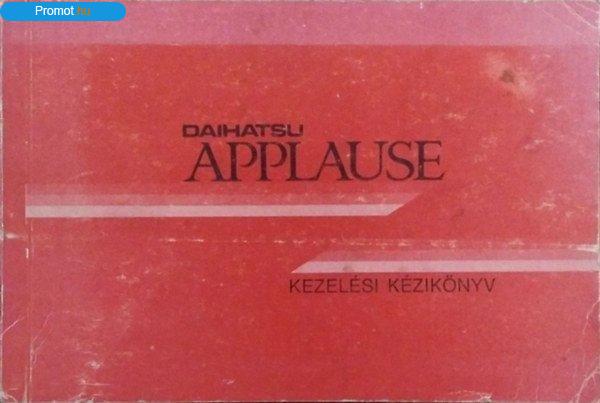 Promot.hu
DAIHATSU
APPLAUSE
KEZELÉSI KÉZIKÖNYV